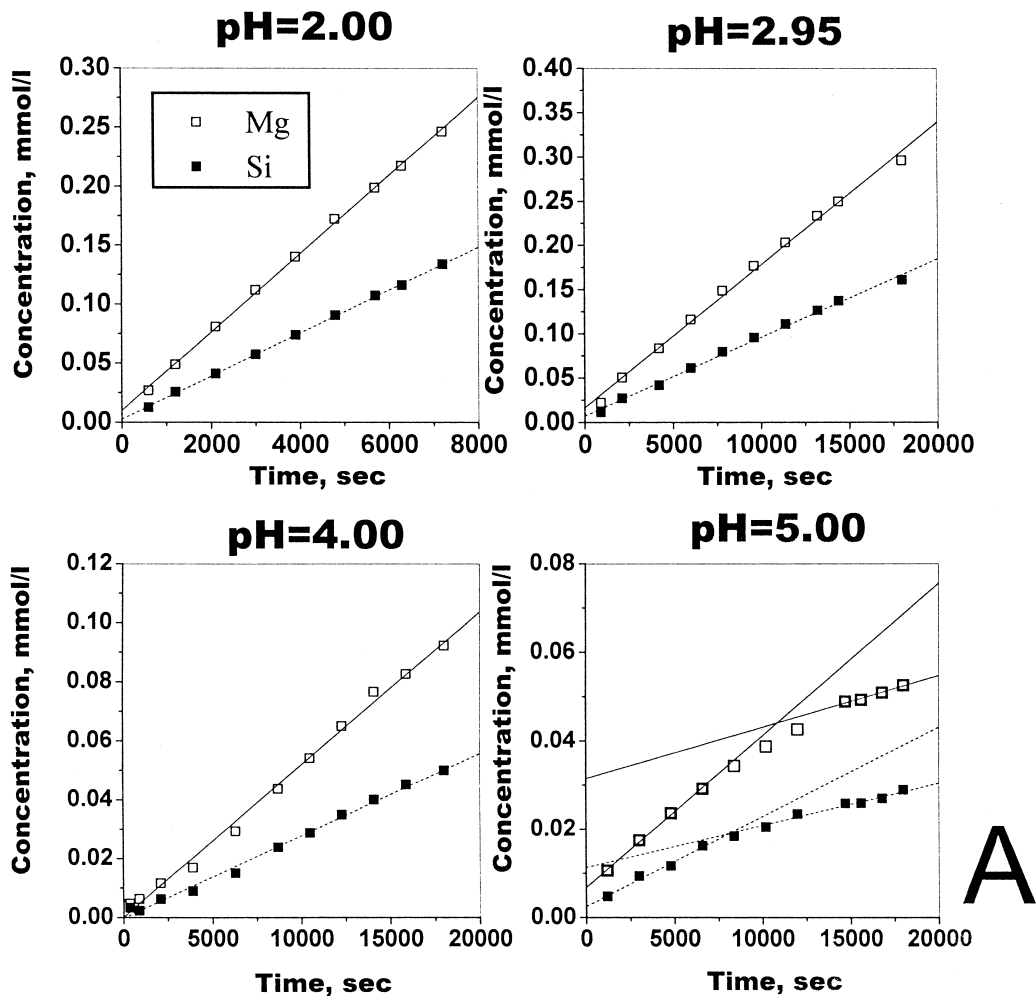 pH=2.00
Concentration, mmol/l
0.30
0.25
0.20
0.15
0.10
0.05
0.00
Mg
Si
0 2000 4000 6000 8000
Time, sec
pH=2.95
Concentration, mmol/l
0.40
0.30
0.25
0.20
0.15
0.10
0.05
0.00
0 5000 10000 15000 20000
Time, sec
pH=4.00
Concentration, mmol/l
0.12
0.10
0.08
0.06
0.04
0.02
0.00
0 5000 10000 15000 20000
Time, sec
pH=5.00
Concentration, mmol/l
0.08
0.06
0.04
0.02
0.00
0 5000 10000 15000 20000
Time, sec
A